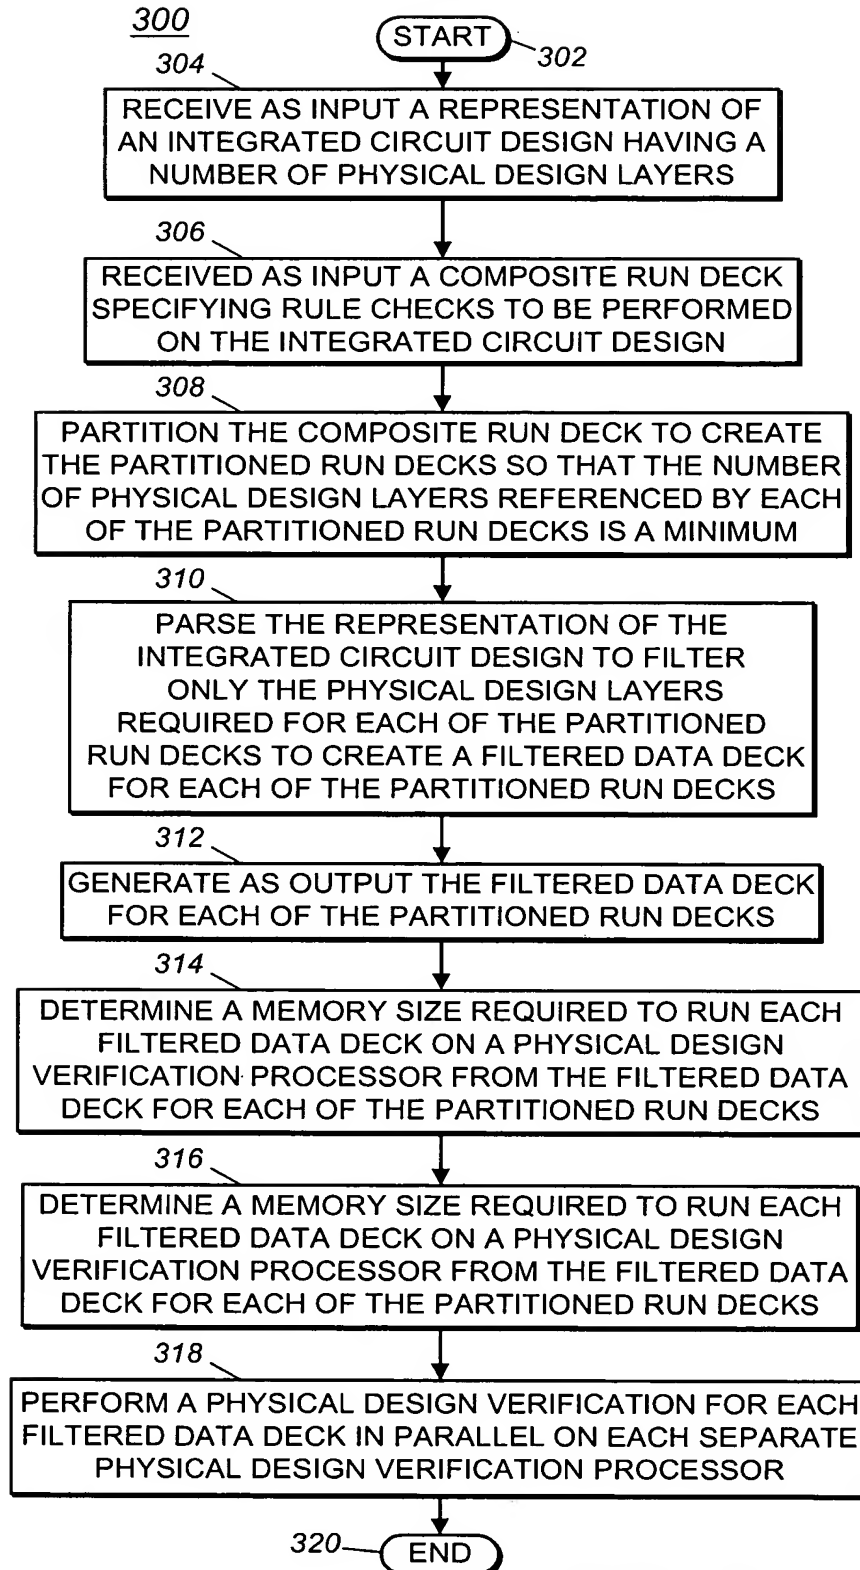 300
START
302
304
RECEIVE AS INPUT A REPRESENTATION OF
AN INTEGRATED CIRCUIT DESIGN HAVING A
NUMBER OF PHYSICAL DESIGN LAYERS
306
RECEIVED AS INPUT A COMPOSITE RUN DECK
SPECIFYING RULE CHECKS TO BE PERFORMED
ON THE INTEGRATED CIRCUIT DESIGN
308
PARTITION THE COMPOSITE RUN DECK TO CREATE
THE PARTITIONED RUN DECKS SO THAT THE NUMBER
OF PHYSICAL DESIGN LAYERS REFERENCED BY EACH
OF THE PARTITIONED RUN DECKS IS A MINIMUM
310
PARSE THE REPRESENTATION OF THE
INTEGRATED CIRCUIT DESIGN TO FILTER
ONLY THE PHYSICAL DESIGN LAYERS
REQUIRED FOR EACH OF THE PARTITIONED
RUN DECKS TO CREATE A FILTERED DATA DECK
FOR EACH OF THE PARTITIONED RUN DECKS
312
GENERATE AS OUTPUT THE FILTERED DATA DECK
FOR EACH OF THE PARTITIONED RUN DECKS
314
DETERMINE A MEMORY SIZE REQUIRED TO RUN EACH
FILTERED DATA DECK ON A PHYSICAL DESIGN
VERIFICATION PROCESSOR FROM THE FILTERED DATA
DECK FOR EACH OF THE PARTITIONED RUN DECKS
316
DETERMINE A MEMORY SIZE REQUIRED TO RUN EACH
FILTERED DATA DECK ON A PHYSICAL DESIGN
VERIFICATION PROCESSOR FROM THE FILTERED DATA
DECK FOR EACH OF THE PARTITIONED RUN DECKS
318
PERFORM A PHYSICAL DESIGN VERIFICATION FOR EACH
FILTERED DATA DECK IN PARALLEL ON EACH SEPARATE
PHYSICAL DESIGN VERIFICATION PROCESSOR
320
END